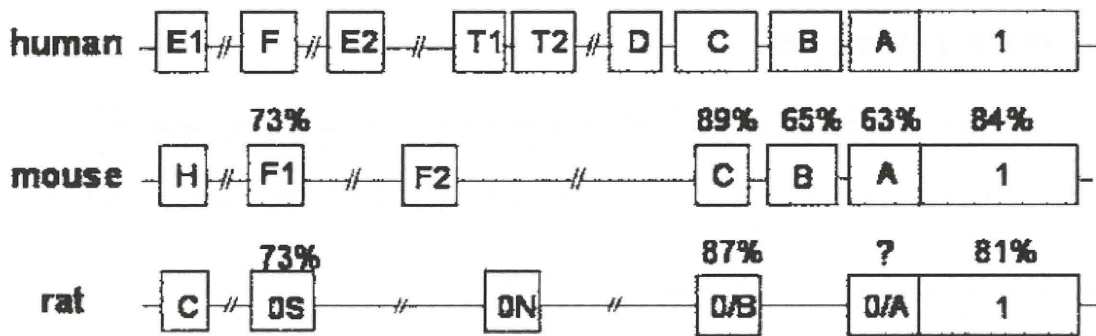 human E1 F E2 T1 T2 D C B A 1
73% 89% 65% 63% 84%
mouse H F1 F2 C B A 1
73% 87% ? 81%
rat C 0S 0N 0/B 0/A 1